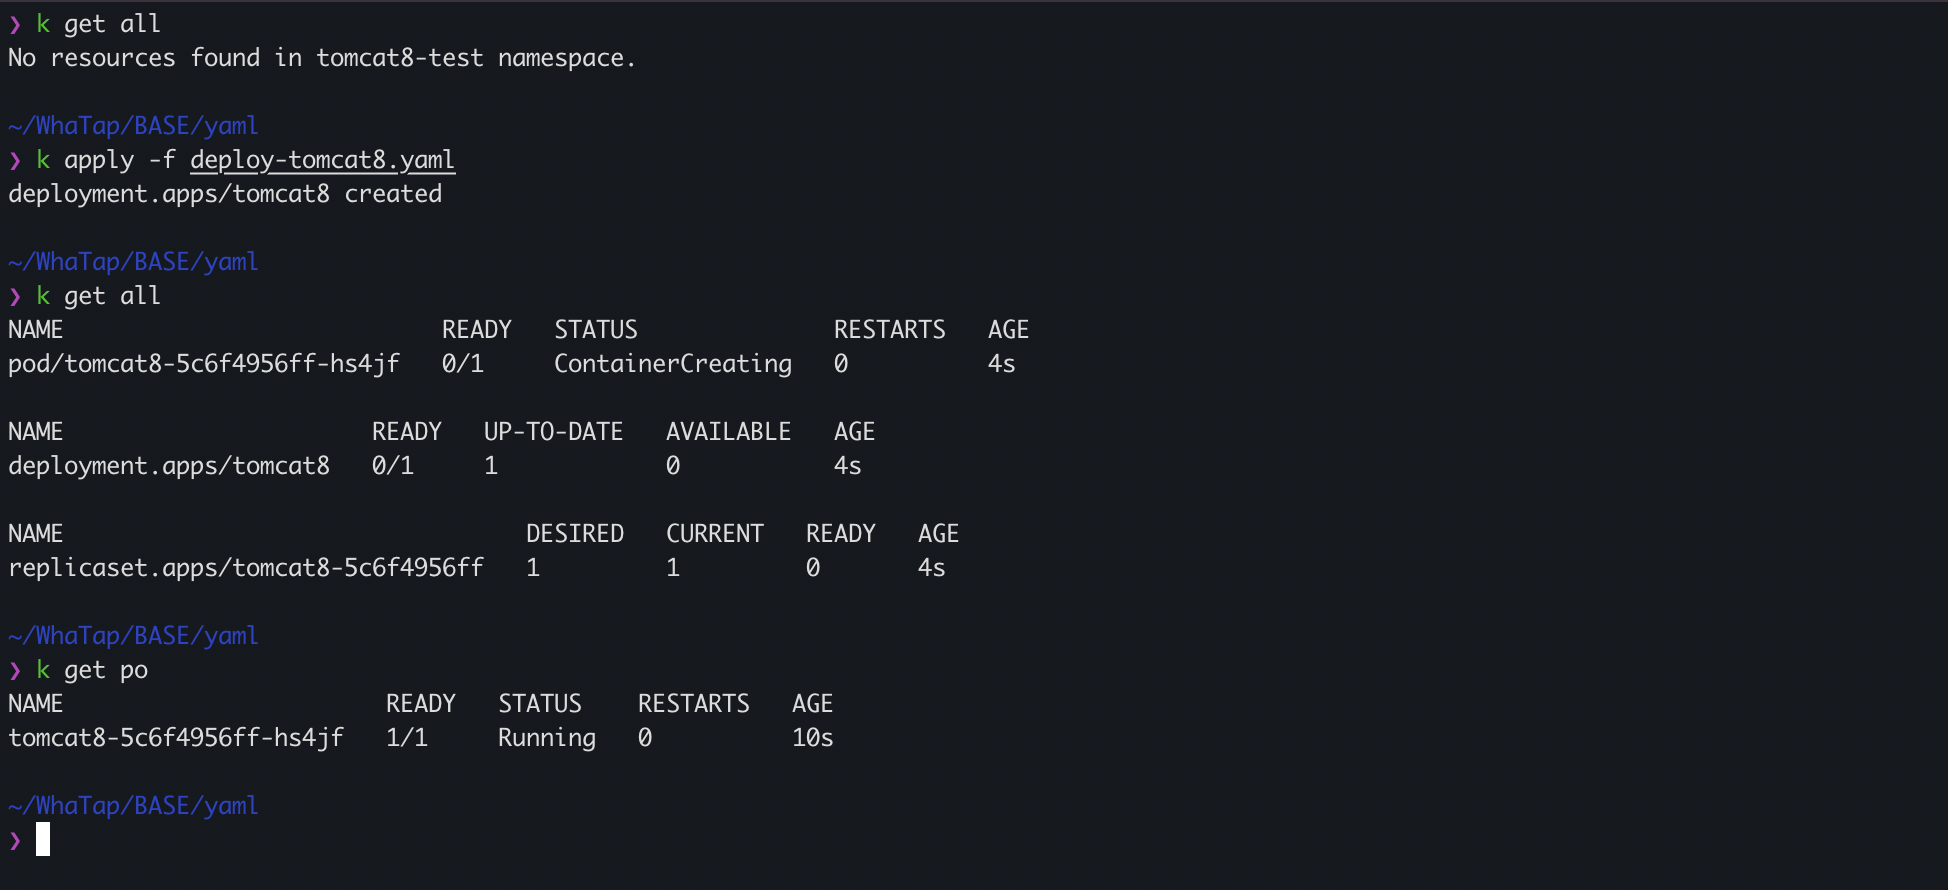 ❯ k get all
No resources found in tomcat8-test namespace.
~/WhaTap/BASE/yaml
❯ k apply -f deploy-tomcat8.yaml
deployment.apps/tomcat8 created
~/WhaTap/BASE/yaml
❯ k get all
NAME                           READY   STATUS              RESTARTS   AGE
pod/tomcat8-5c6f4956ff-hs4jf   0/1     ContainerCreating   0          4s
NAME                      READY   UP-TO-DATE   AVAILABLE   AGE
deployment.apps/tomcat8   0/1     1            0           4s
NAME                                 DESIRED   CURRENT   READY   AGE
replicaset.apps/tomcat8-5c6f4956ff   1         1         0       4s
~/WhaTap/BASE/yaml
❯ k get po
NAME                       READY   STATUS    RESTARTS   AGE
tomcat8-5c6f4956ff-hs4jf   1/1     Running   0          10s
~/WhaTap/BASE/yaml
❯